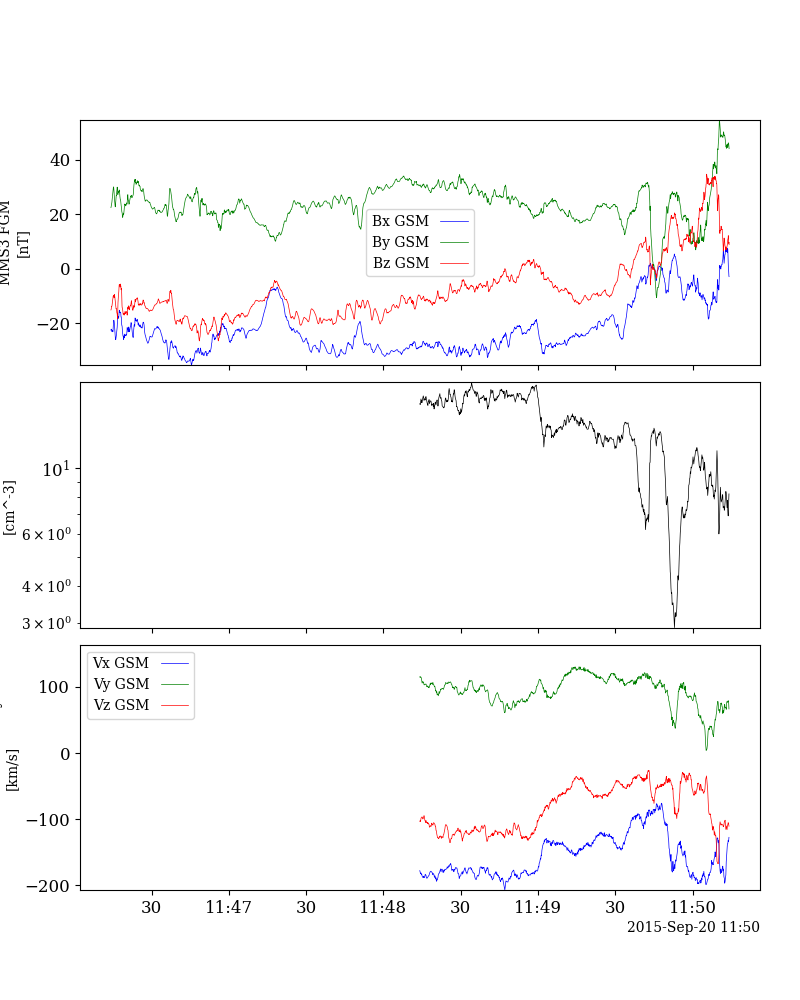 40
20
0
−20
MMS3 FGM
[nT]
Bx GSM
By GSM
Bz GSM
10¹
6 × 10⁰
4 × 10⁰
3 × 10⁰
[cm^-3]
100
0
−100
−200
[km/s]
Vx GSM
Vy GSM
Vz GSM
30 11:47 30 11:48 30 11:49 30 11:50
2015-Sep-20 11:50